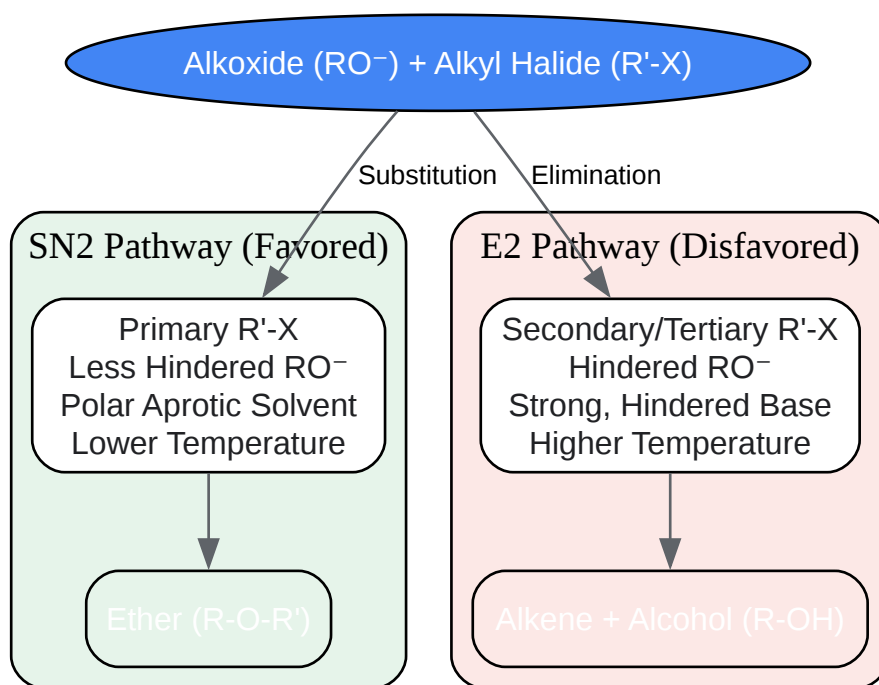 Alkoxide (RO⁻) + Alkyl Halide (R'-X)
Substitution
Elimination
SN2 Pathway (Favored)
Primary R'-X
Less Hindered RO⁻
Polar Aprotic Solvent
Lower Temperature
Ether (R-O-R')
E2 Pathway (Disfavored)
Secondary/Tertiary R'-X
Hindered RO⁻
Strong, Hindered Base
Higher Temperature
Alkene + Alcohol (R-OH)